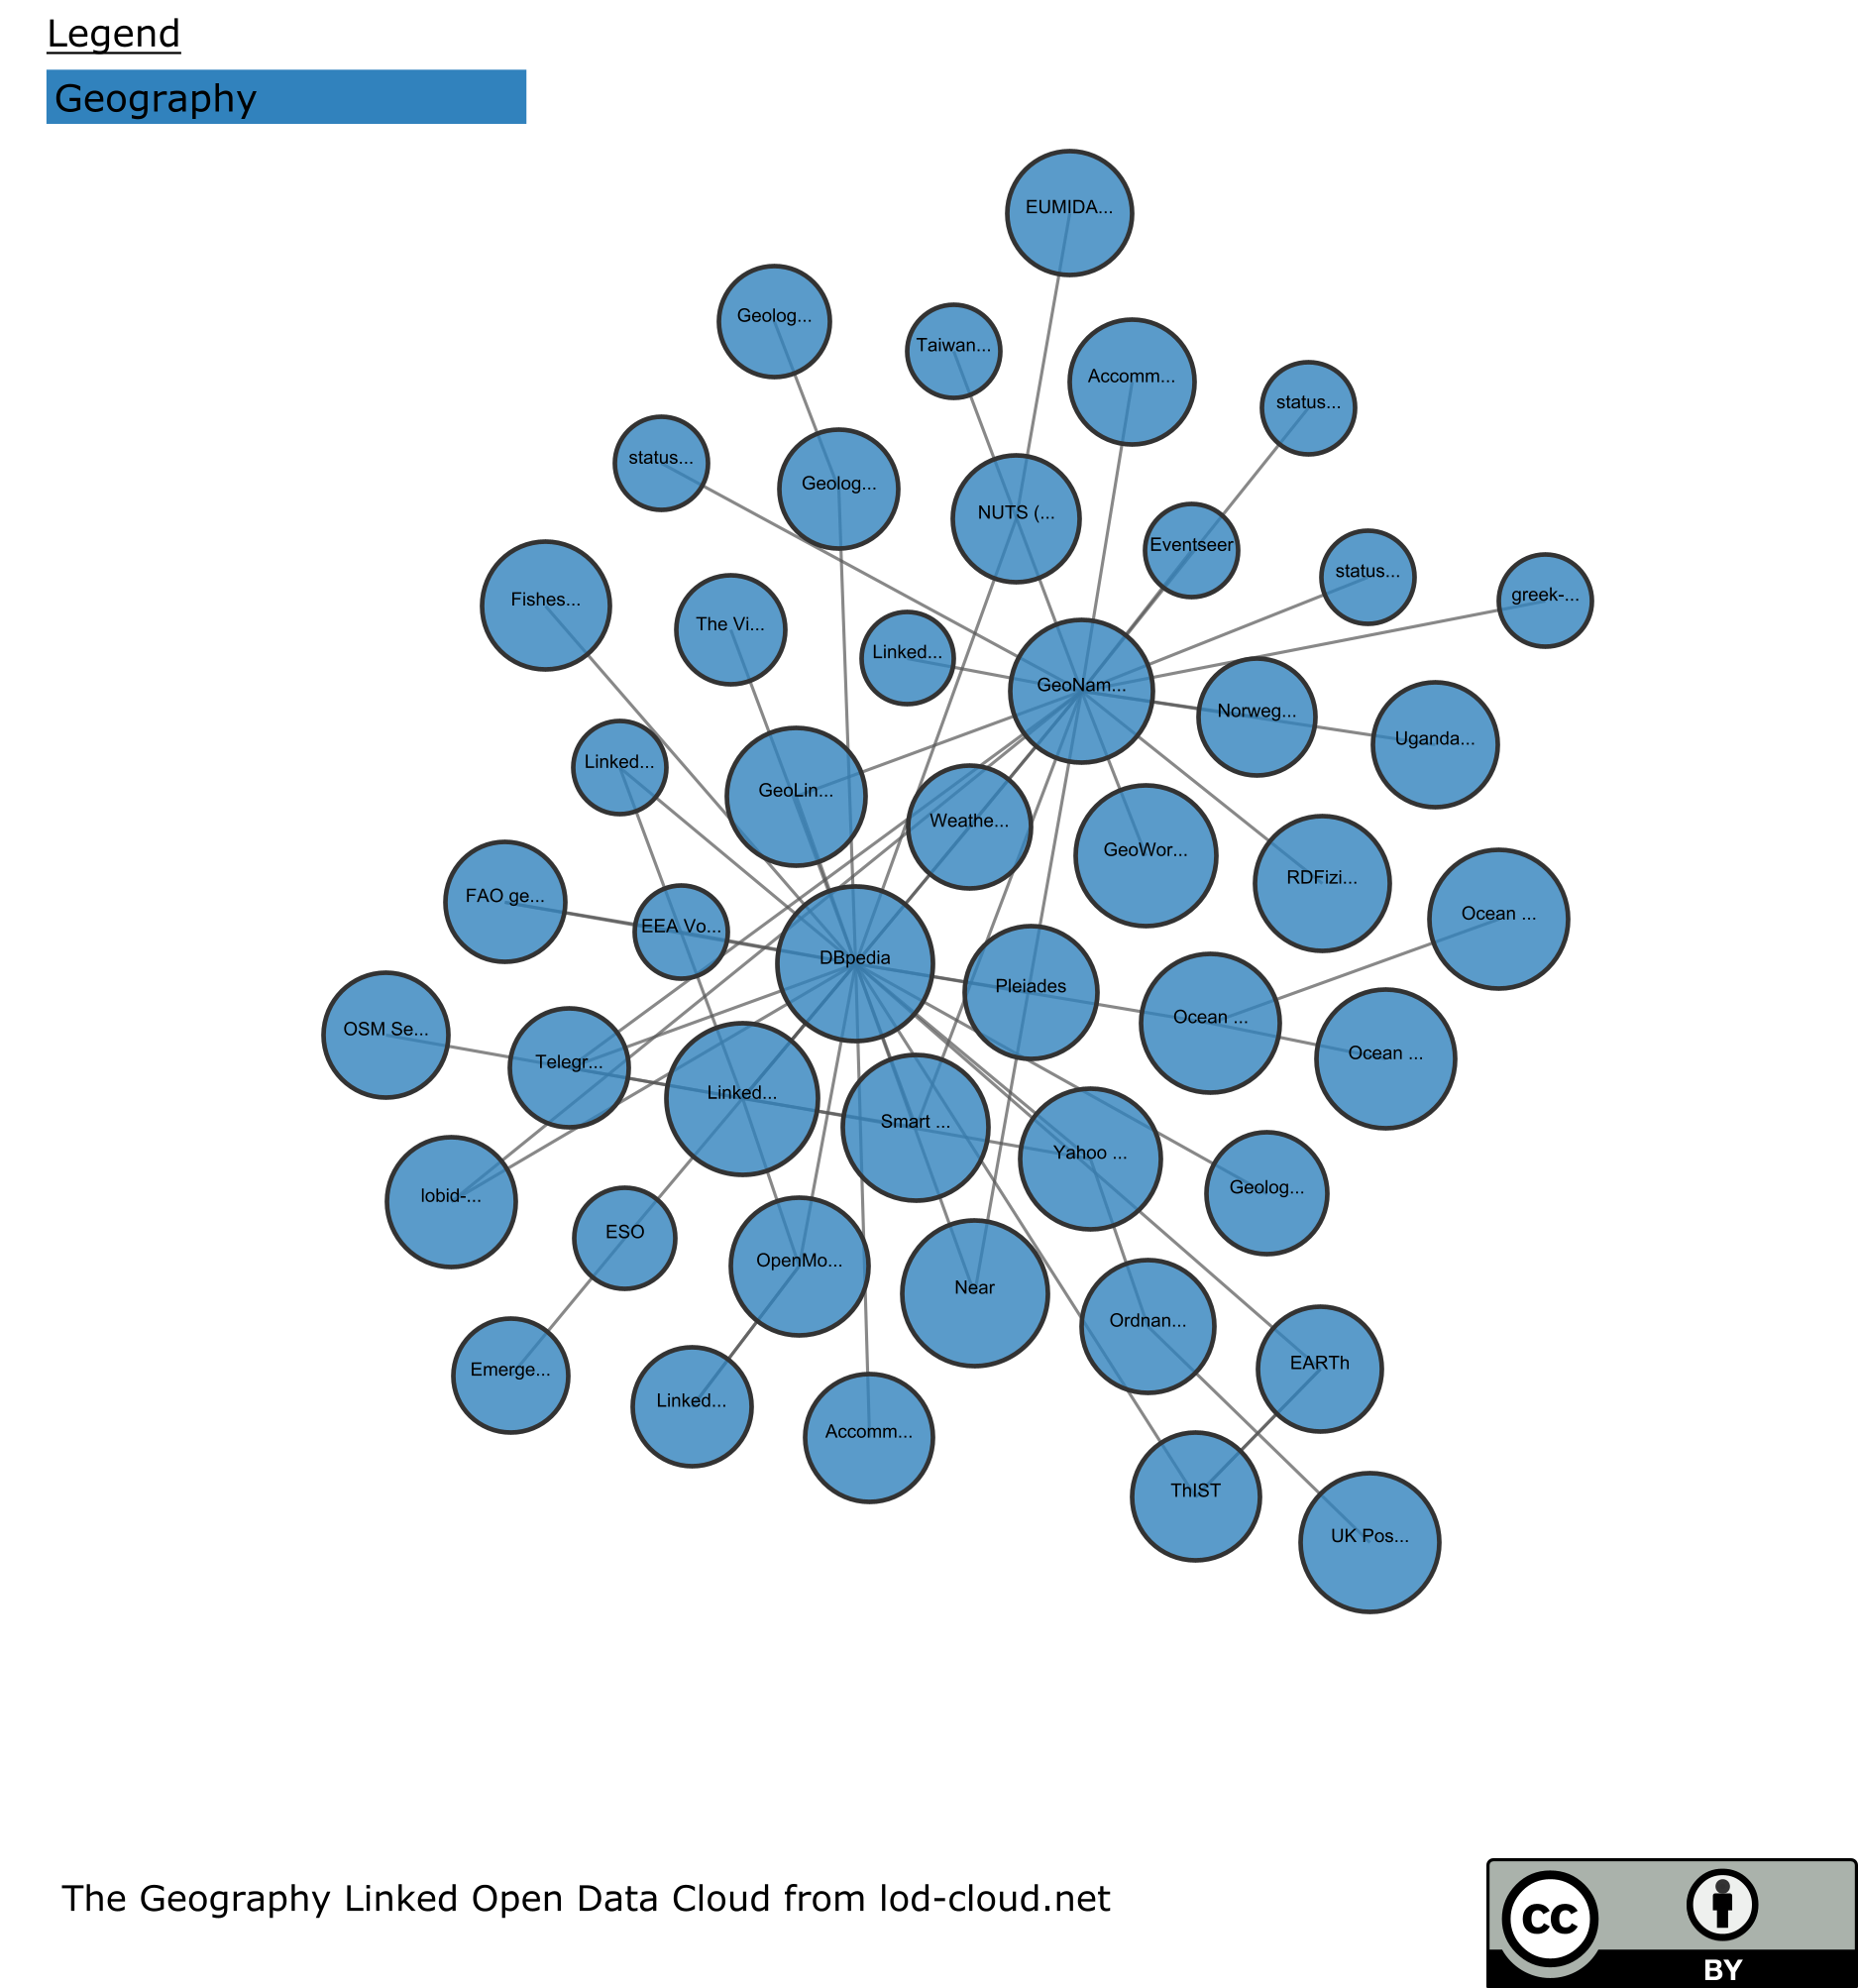 Legend
Geography
EUMIDA...
Geolog...
Taiwan...
Accomm...
status...
status...
Geolog...
NUTS (...
Eventseer
status...
greek-...
Fishes...
The Vi...
Linked...
GeoNam...
Norweg...
Uganda...
Linked...
GeoLin...
Weathe...
GeoWor...
RDFizi...
Ocean ...
FAO ge...
EEA Vo...
DBpedia
Pleiades
Ocean ...
Ocean ...
OSM Se...
Telegr...
Linked...
Smart ...
Yahoo ...
Geolog...
lobid-...
ESO
OpenMo...
Near
Ordnan...
EARTh
Emerge...
Linked...
Accomm...
ThIST
UK Pos...
The Geography Linked Open Data Cloud from lod-cloud.net
cc
BY